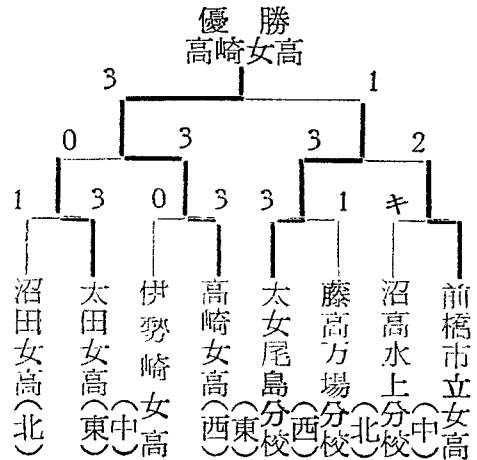 優勝
高崎女高
3 1
0 3 3 2
1 3 0 3 3 1 キ
沼田女高(北)
太田女高(東)
伊勢崎女高(中)
高崎女高(西)
太女尾島分校(東)
藤高万場分校(西)
沼高水上分校(北)
前橋市立女高(中)